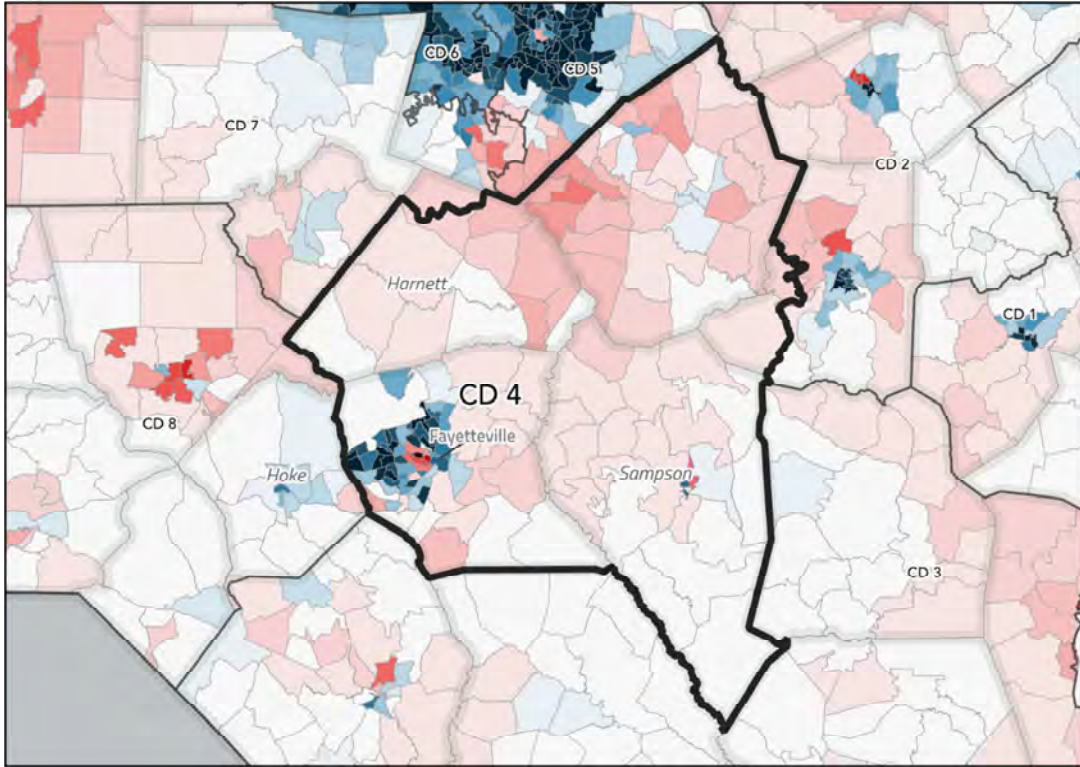 CD 6
CD 5
CD 7
CD 2
Harnett
CD 1
CD 4
CD 8
Fayetteville
Hoke
Sampson
CD 3